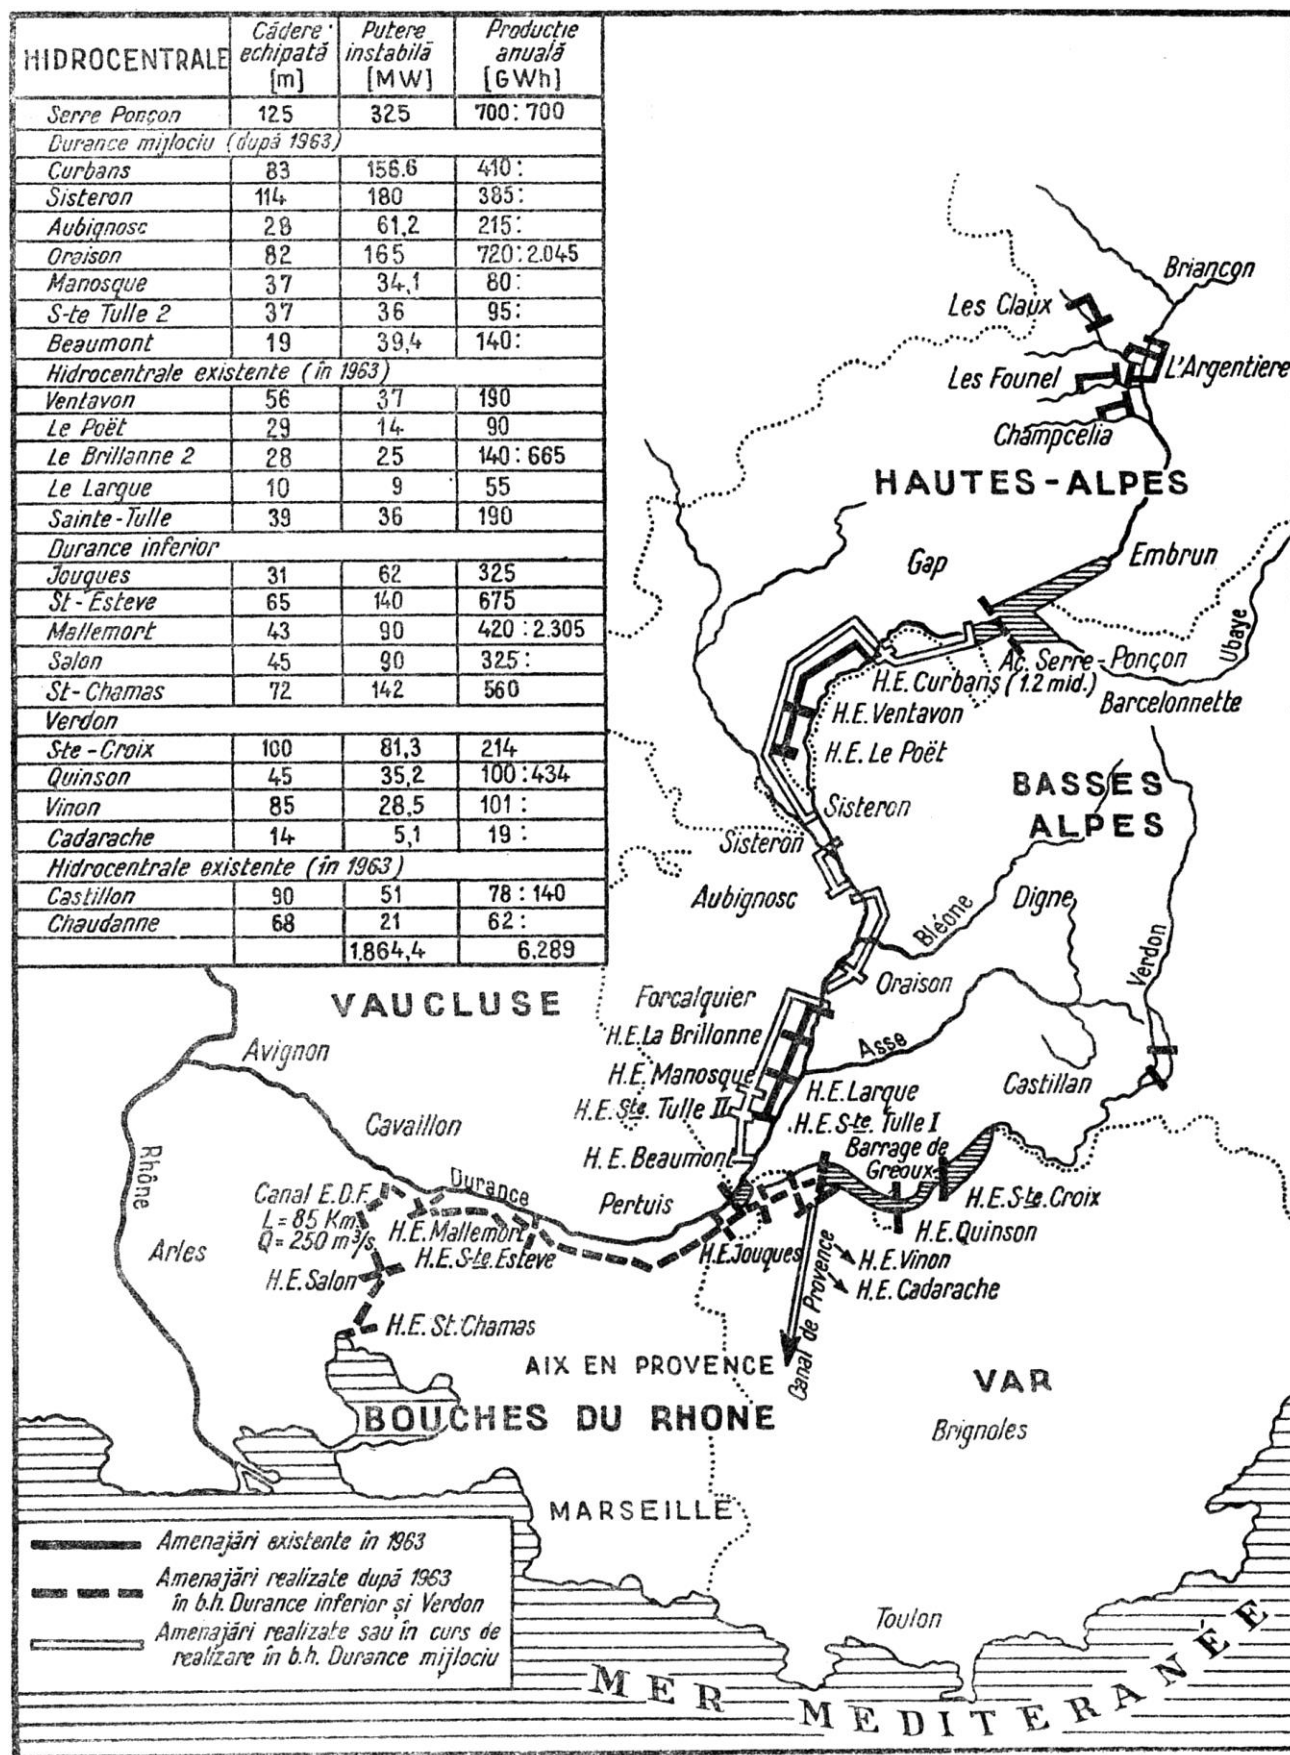 HIDROCENTRALE Cădere echipată [m] Putere instabilă [MW] Producție anuală [GWh]
Serre Ponçon 125 325 700:700
Durance mijlociu (după 1963)
Curbans 83 156.6 410:
Sisteron 114 180 385:
Aubignosc 28 61,2 215:
Oraison 82 165 720:2.045
Manosque 37 34,1 80:
S-te Tulle 2 37 36 95:
Beaumont 19 39,4 140:
Hidrocentrale existente (în 1963)
Ventavon 56 37 190
Le Poët 29 14 90
Le Brillanne 2 28 25 140:665
Le Largue 10 9 55
Sainte-Tulle 39 36 190
Durance inferior
Jouques 31 62 325
St-Esteve 65 140 675
Mallemort 43 90 420:2.305
Salon 45 90 325:
St-Chamas 72 142 560
Verdon
Ste-Croix 100 81,3 214
Quinson 45 35,2 100:434
Vinon 85 28,5 101:
Cadarache 14 5,1 19:
Hidrocentrale existente (în 1963)
Castillon 90 51 78:140
Chaudanne 68 21 62:
1.864,4 6.289
Briançon
Les Claux
L'Argentiere
Les Founel
Champcelia
HAUTES-ALPES
Embrun
Gap
Ubaye
Ac. Serre-Ponçon
H.E. Curbans (1.2 mid.)
Barcelonnette
H.E. Ventavon
H.E. Le Poët
BASSES
ALPES
Sisteron
Sisteron
Aubignosc
Digne
Bléone
Verdon
Oraison
VAUCLUSE
Forcalquier
H.E. La Brillonne
Asse
Avignon
H.E. Manosque
H.E. Larque
Castillan
H.E. Ste. Tulle II
H.E. S-te. Tulle I
Cavaillon
Barrage de
Greoux
H.E. Beaumont
Rhône
Durance
Pertuis
H.E. Ste. Croix
Canal E.D.F.
L = 85 Km
Q = 250 m³/s
H.E. Mallemort
H.E. Quinson
Arles
H.E. S-te. Esteve
H.E. Jouques
H.E. Vinon
H.E. Salon
H.E. Cadarache
Canal de Provence
H.E. St. Chamas
AIX EN PROVENCE
VAR
BOUCHES DU RHONE
Brignoles
MARSEILLE
Amenajări existente în 1963
Amenajări realizate după 1963
în b.h. Durance inferior și Verdon
Amenajări realizate sau în curs de
realizare în b.h. Durance mijlociu
Toulon
MER MEDITERANÉE